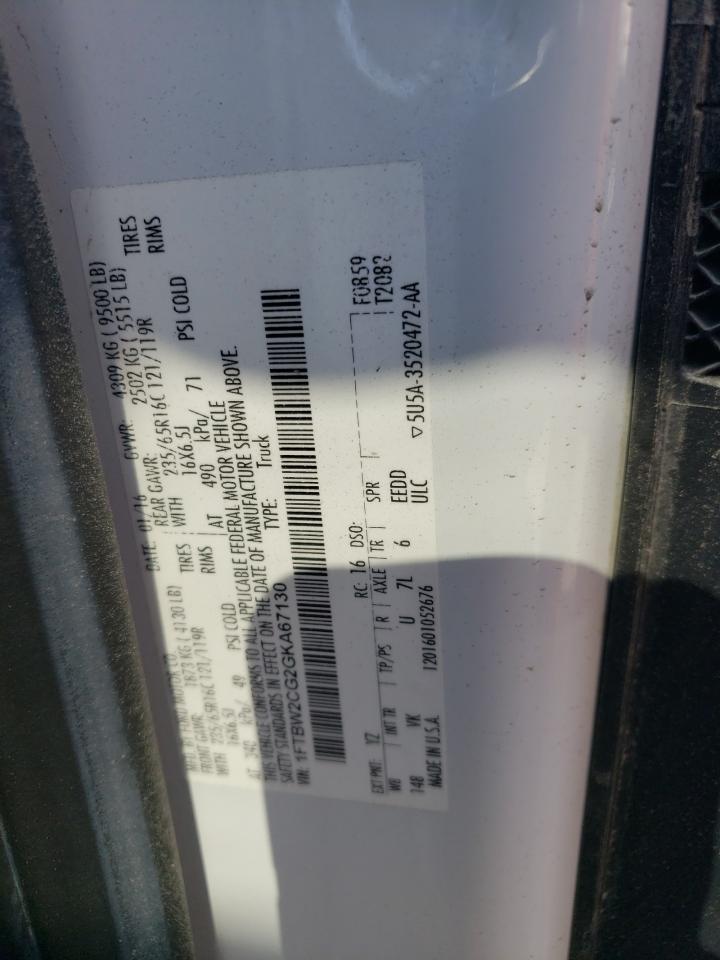 MFD. BY FORD MOTOR CO.
DATE: 01/16 GVWR: 4309 KG ( 9500 LB)
FRONT GAWR: 1873 KG ( 4130 LB) REAR GAWR: 2502 KG ( 5515 LB)
WITH 235/65R16C 121/119R TIRES WITH 235/65R16C 121/119R TIRES
16X6.5J RIMS 16X6.5J RIMS
AT 340 kPa/ 49 PSI COLD AT 490 kPa/ 71 PSI COLD
THIS VEHICLE CONFORMS TO ALL APPLICABLE FEDERAL MOTOR VEHICLE
SAFETY STANDARDS IN EFFECT ON THE DATE OF MANUFACTURE SHOWN ABOVE.
VIN: 1FTBW2CG2GKA67130 TYPE: Truck
F0859
T2082
EXT PNT: YZ RC: 16 DSO:
WB INT TR TP/PS R AXLE TR SPR
148 VK U 7L 6 EEDD
MADE IN U.S.A. 1201601052676 ULC
▽5U5A-3520472-AA